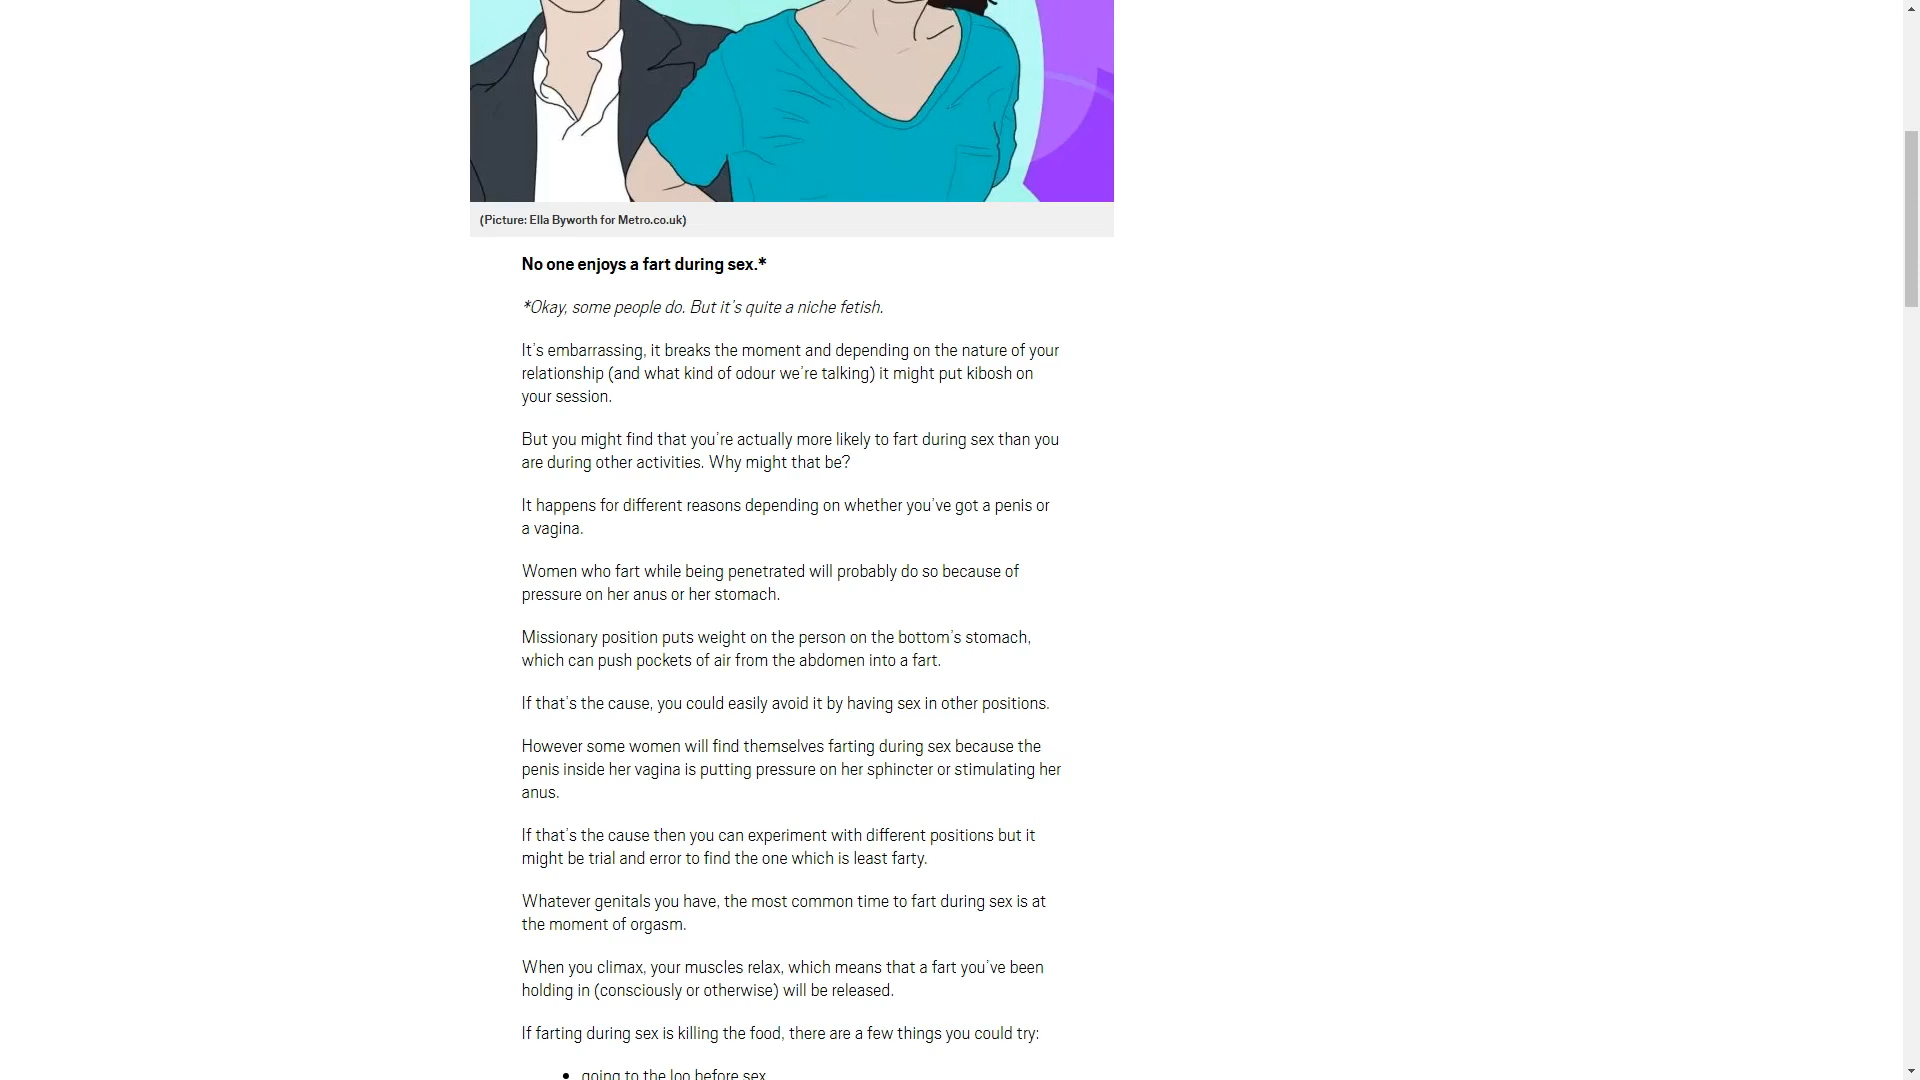 (Picture: Ella Byworth for Metro.co.uk)
No one enjoys a fart during sex.*
*Okay, some people do. But it's quite a niche fetish.
It's embarrassing, it breaks the moment and depending on the nature of your
relationship (and what kind of odour we're talking) it might put kibosh on
your session.
But you might find that you're actually more likely to fart during sex than you
are during other activities. Why might that be?
It happens for different reasons depending on whether you've got a penis or
a vagina.
Women who fart while being penetrated will probably do so because of
pressure on her anus or her stomach.
Missionary position puts weight on the person on the bottom's stomach,
which can push pockets of air from the abdomen into a fart.
If that's the cause, you could easily avoid it by having sex in other positions.
However some women will find themselves farting during sex because the
penis inside her vagina is putting pressure on her sphincter or stimulating her
anus.
If that's the cause then you can experiment with different positions but it
might be trial and error to find the one which is least farty.
Whatever genitals you have, the most common time to fart during sex is at
the moment of orgasm.
When you climax, your muscles relax, which means that a fart you've been
holding in (consciously or otherwise) will be released.
If farting during sex is killing the food, there are a few things you could try:
• going to the loo before sex